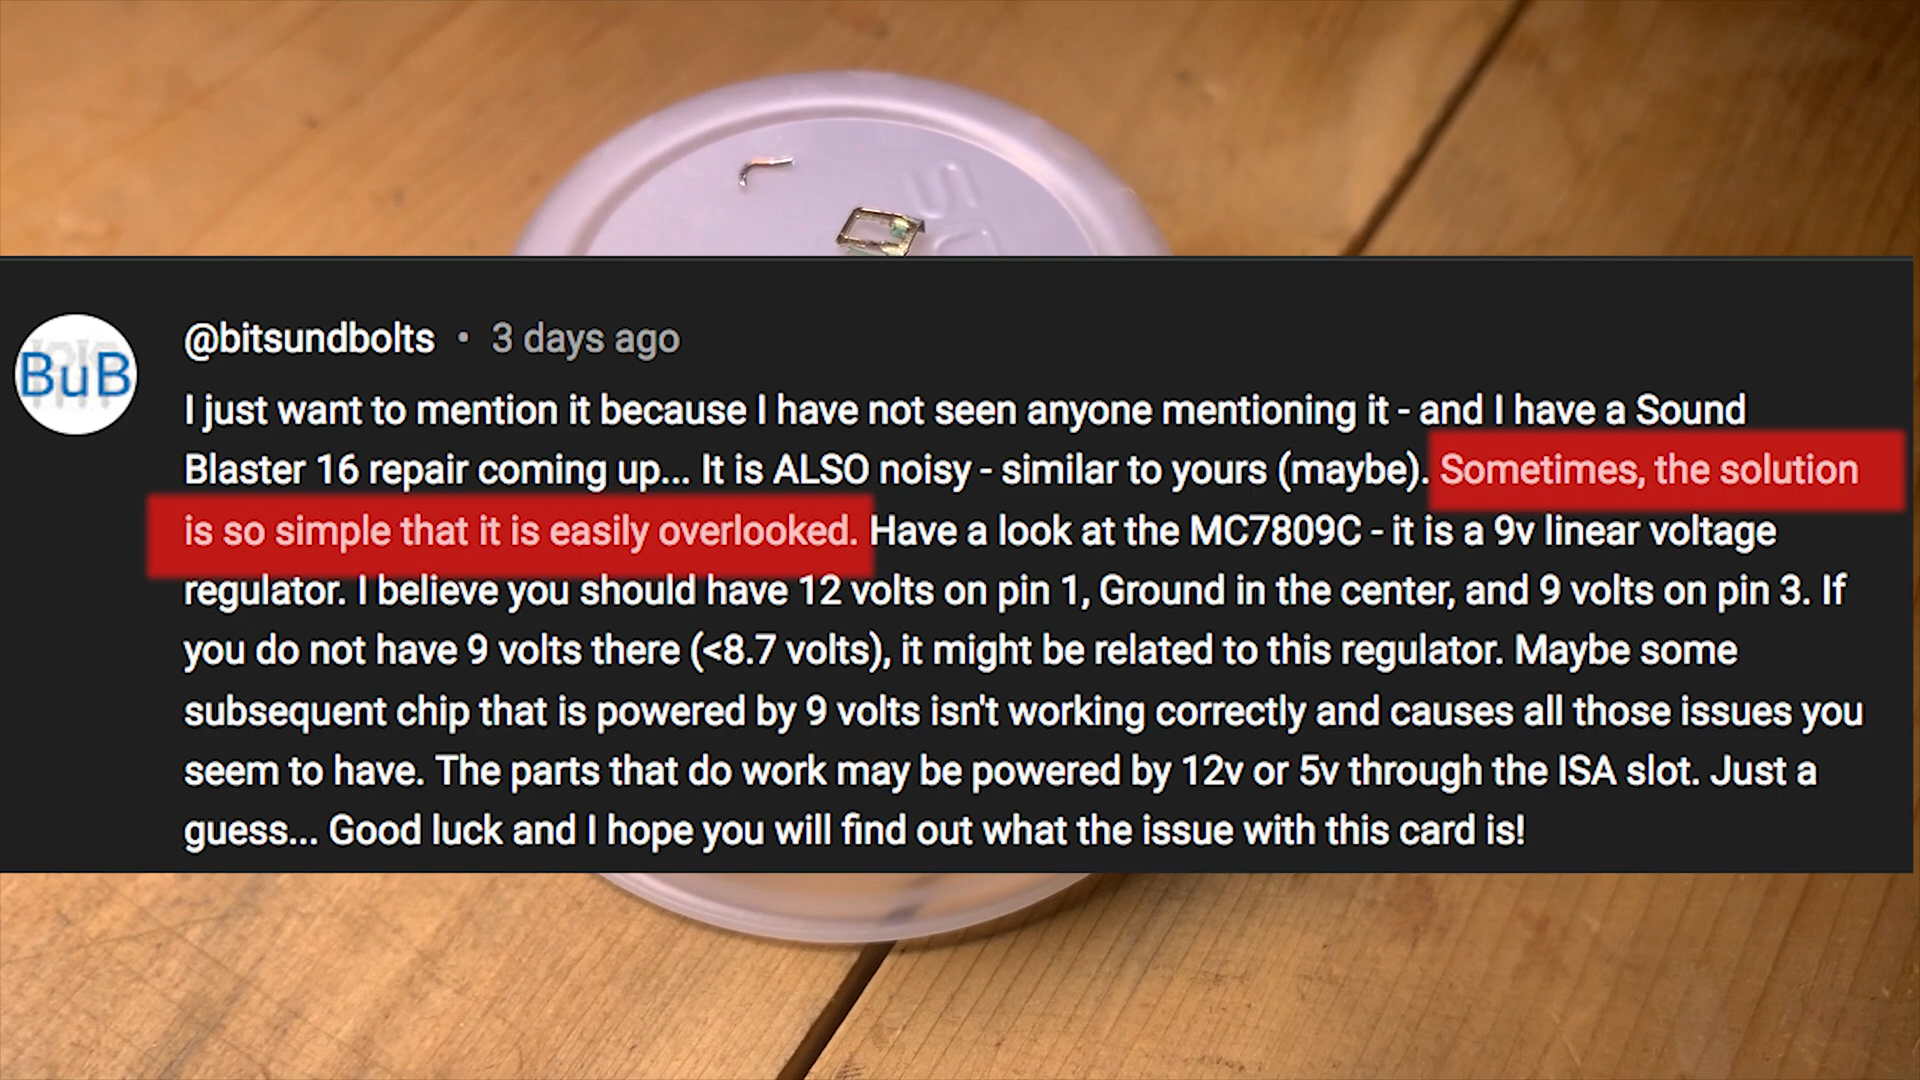 SO
BuB
@bitsundbolts • 3 days ago
I just want to mention it because I have not seen anyone mentioning it - and I have a Sound
Blaster 16 repair coming up... It is ALSO noisy - similar to yours (maybe). Sometimes, the solution
is so simple that it is easily overlooked. Have a look at the MC7809C - it is a 9v linear voltage
regulator. I believe you should have 12 volts on pin 1, Ground in the center, and 9 volts on pin 3. If
you do not have 9 volts there (<8.7 volts), it might be related to this regulator. Maybe some
subsequent chip that is powered by 9 volts isn't working correctly and causes all those issues you
seem to have. The parts that do work may be powered by 12v or 5v through the ISA slot. Just a
guess... Good luck and I hope you will find out what the issue with this card is!